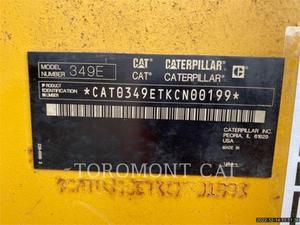 CAT CATERPILLAR
MODEL NUMBER 349E CAT CATERPILLAR
PRODUCT IDENTIFICATION NUMBER
*CAT0349ETKCN00199*
CATERPILLAR INC.
PEORIA, IL 61629
USA
MADE IN
TOROMONT CAT